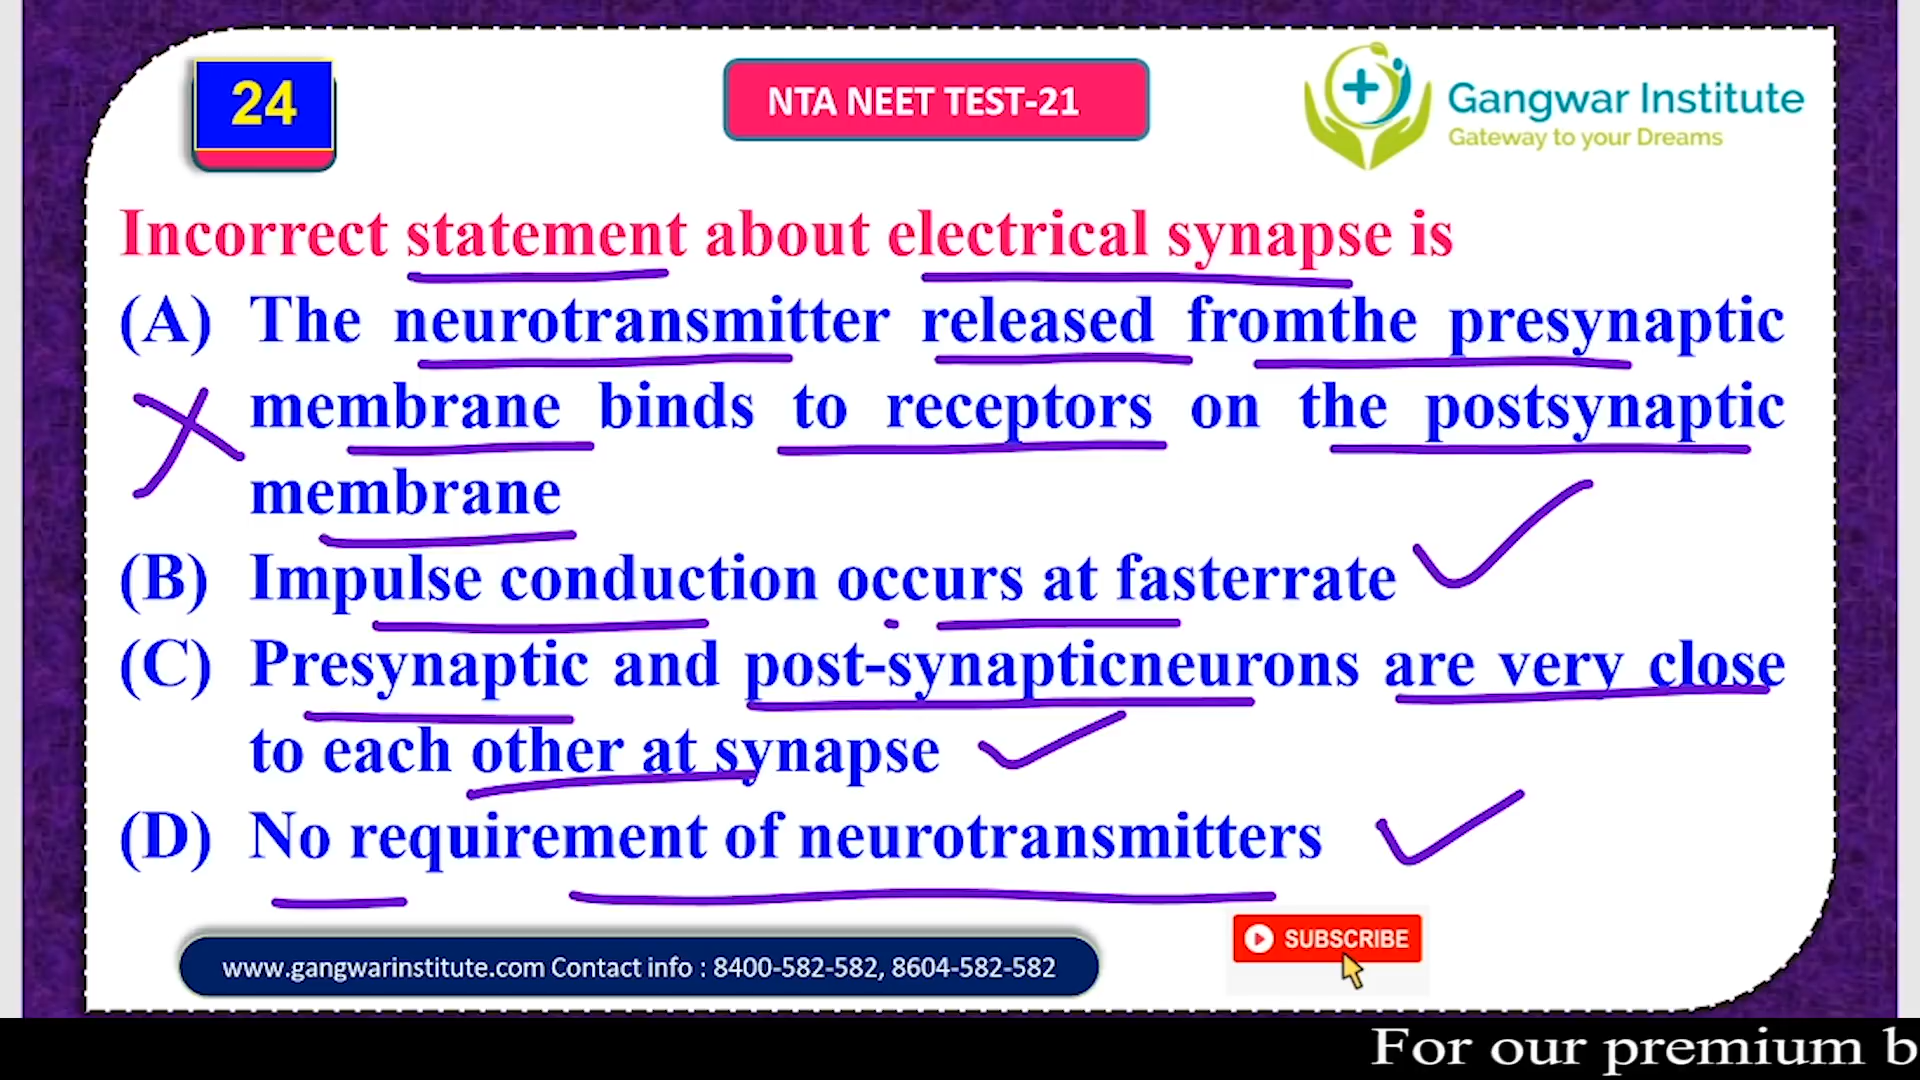 24
NTA NEET TEST-21
Gangwar Institute
Gateway to your Dreams
Incorrect statement about electrical synapse is
(A) The neurotransmitter released fromthe presynaptic
membrane binds to receptors on the postsynaptic
membrane
(B) Impulse conduction occurs at fasterrate
(C) Presynaptic and post-synapticneurons are very close
to each other at synapse
(D) No requirement of neurotransmitters
www.gangwarinstitute.com Contact info : 8400-582-582, 8604-582-582
SUBSCRIBE
For our premium b